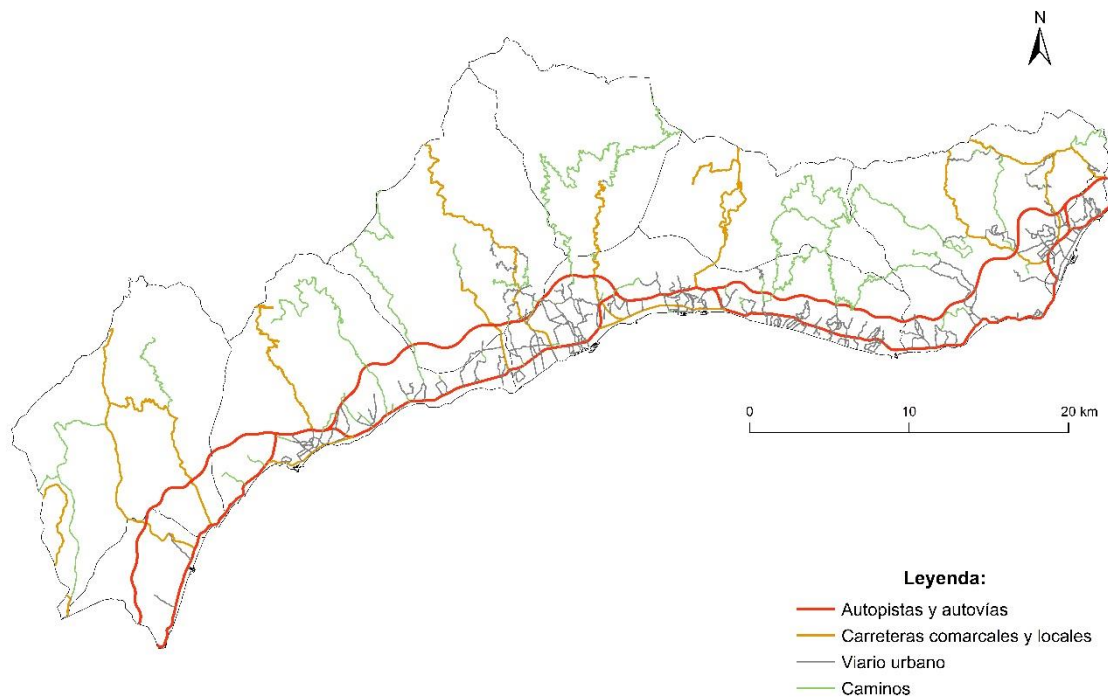 N
0 10 20 km
Leyenda:
Autopistas y autovías
Carreteras comarcales y locales
Viario urbano
Caminos